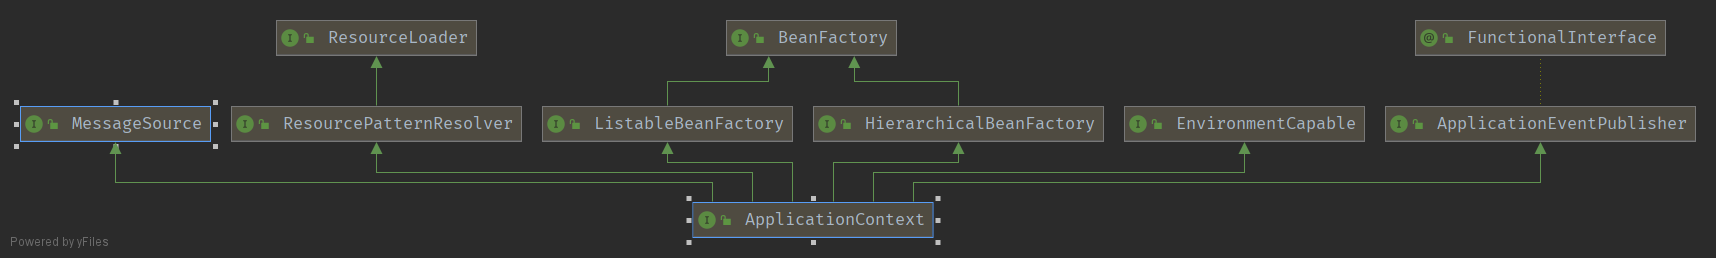 ResourceLoader
BeanFactory
FunctionalInterface
MessageSource
ResourcePatternResolver
ListableBeanFactory
HierarchicalBeanFactory
EnvironmentCapable
ApplicationEventPublisher
ApplicationContext
Powered by yFiles